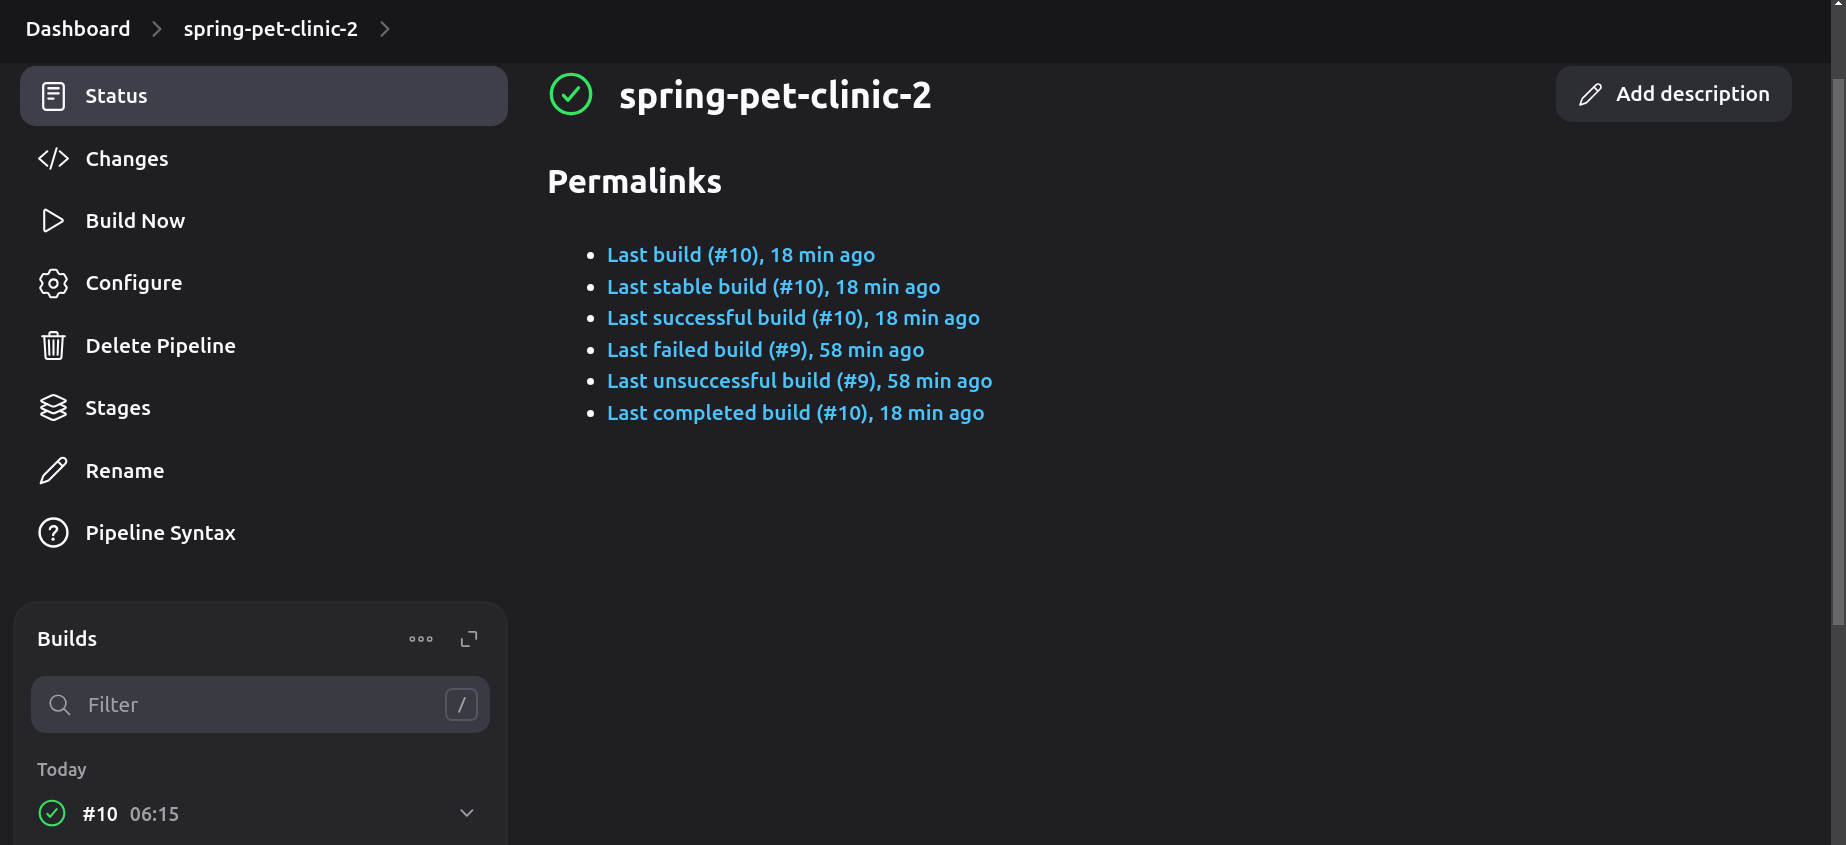 Dashboard spring-pet-clinic-2
Status
Changes
Build Now
Configure
Delete Pipeline
Stages
Rename
Pipeline Syntax
Builds
Filter /
Today
#10 06:15
spring-pet-clinic-2
Add description
Permalinks
Last build (#10), 18 min ago
Last stable build (#10), 18 min ago
Last successful build (#10), 18 min ago
Last failed build (#9), 58 min ago
Last unsuccessful build (#9), 58 min ago
Last completed build (#10), 18 min ago